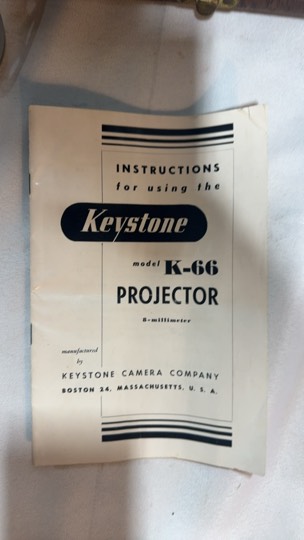 INSTRUCTIONS
for using the
Keystone
model K-66
PROJECTOR
8-millimeter
manufactured
by
KEYSTONE CAMERA COMPANY
BOSTON 24, MASSACHUSETTS, U. S. A.